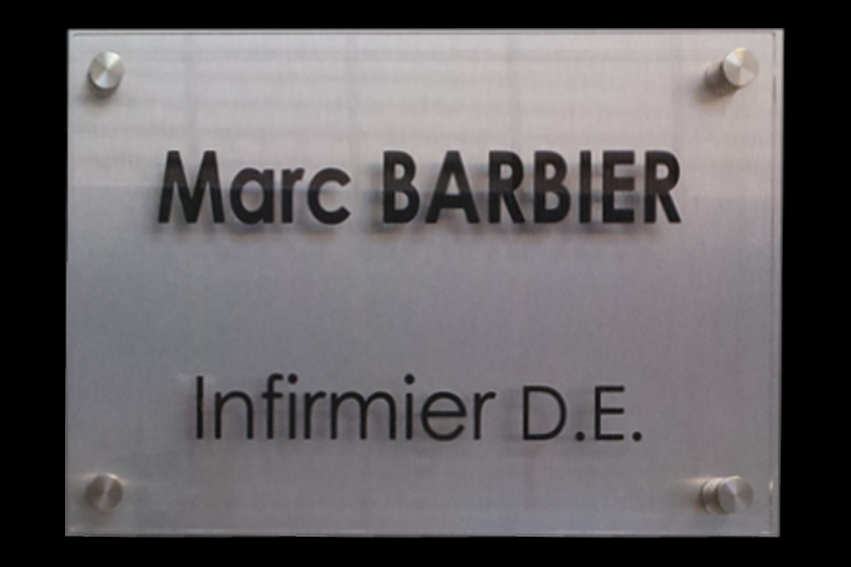 Marc BARBIER
Infirmier D.E.